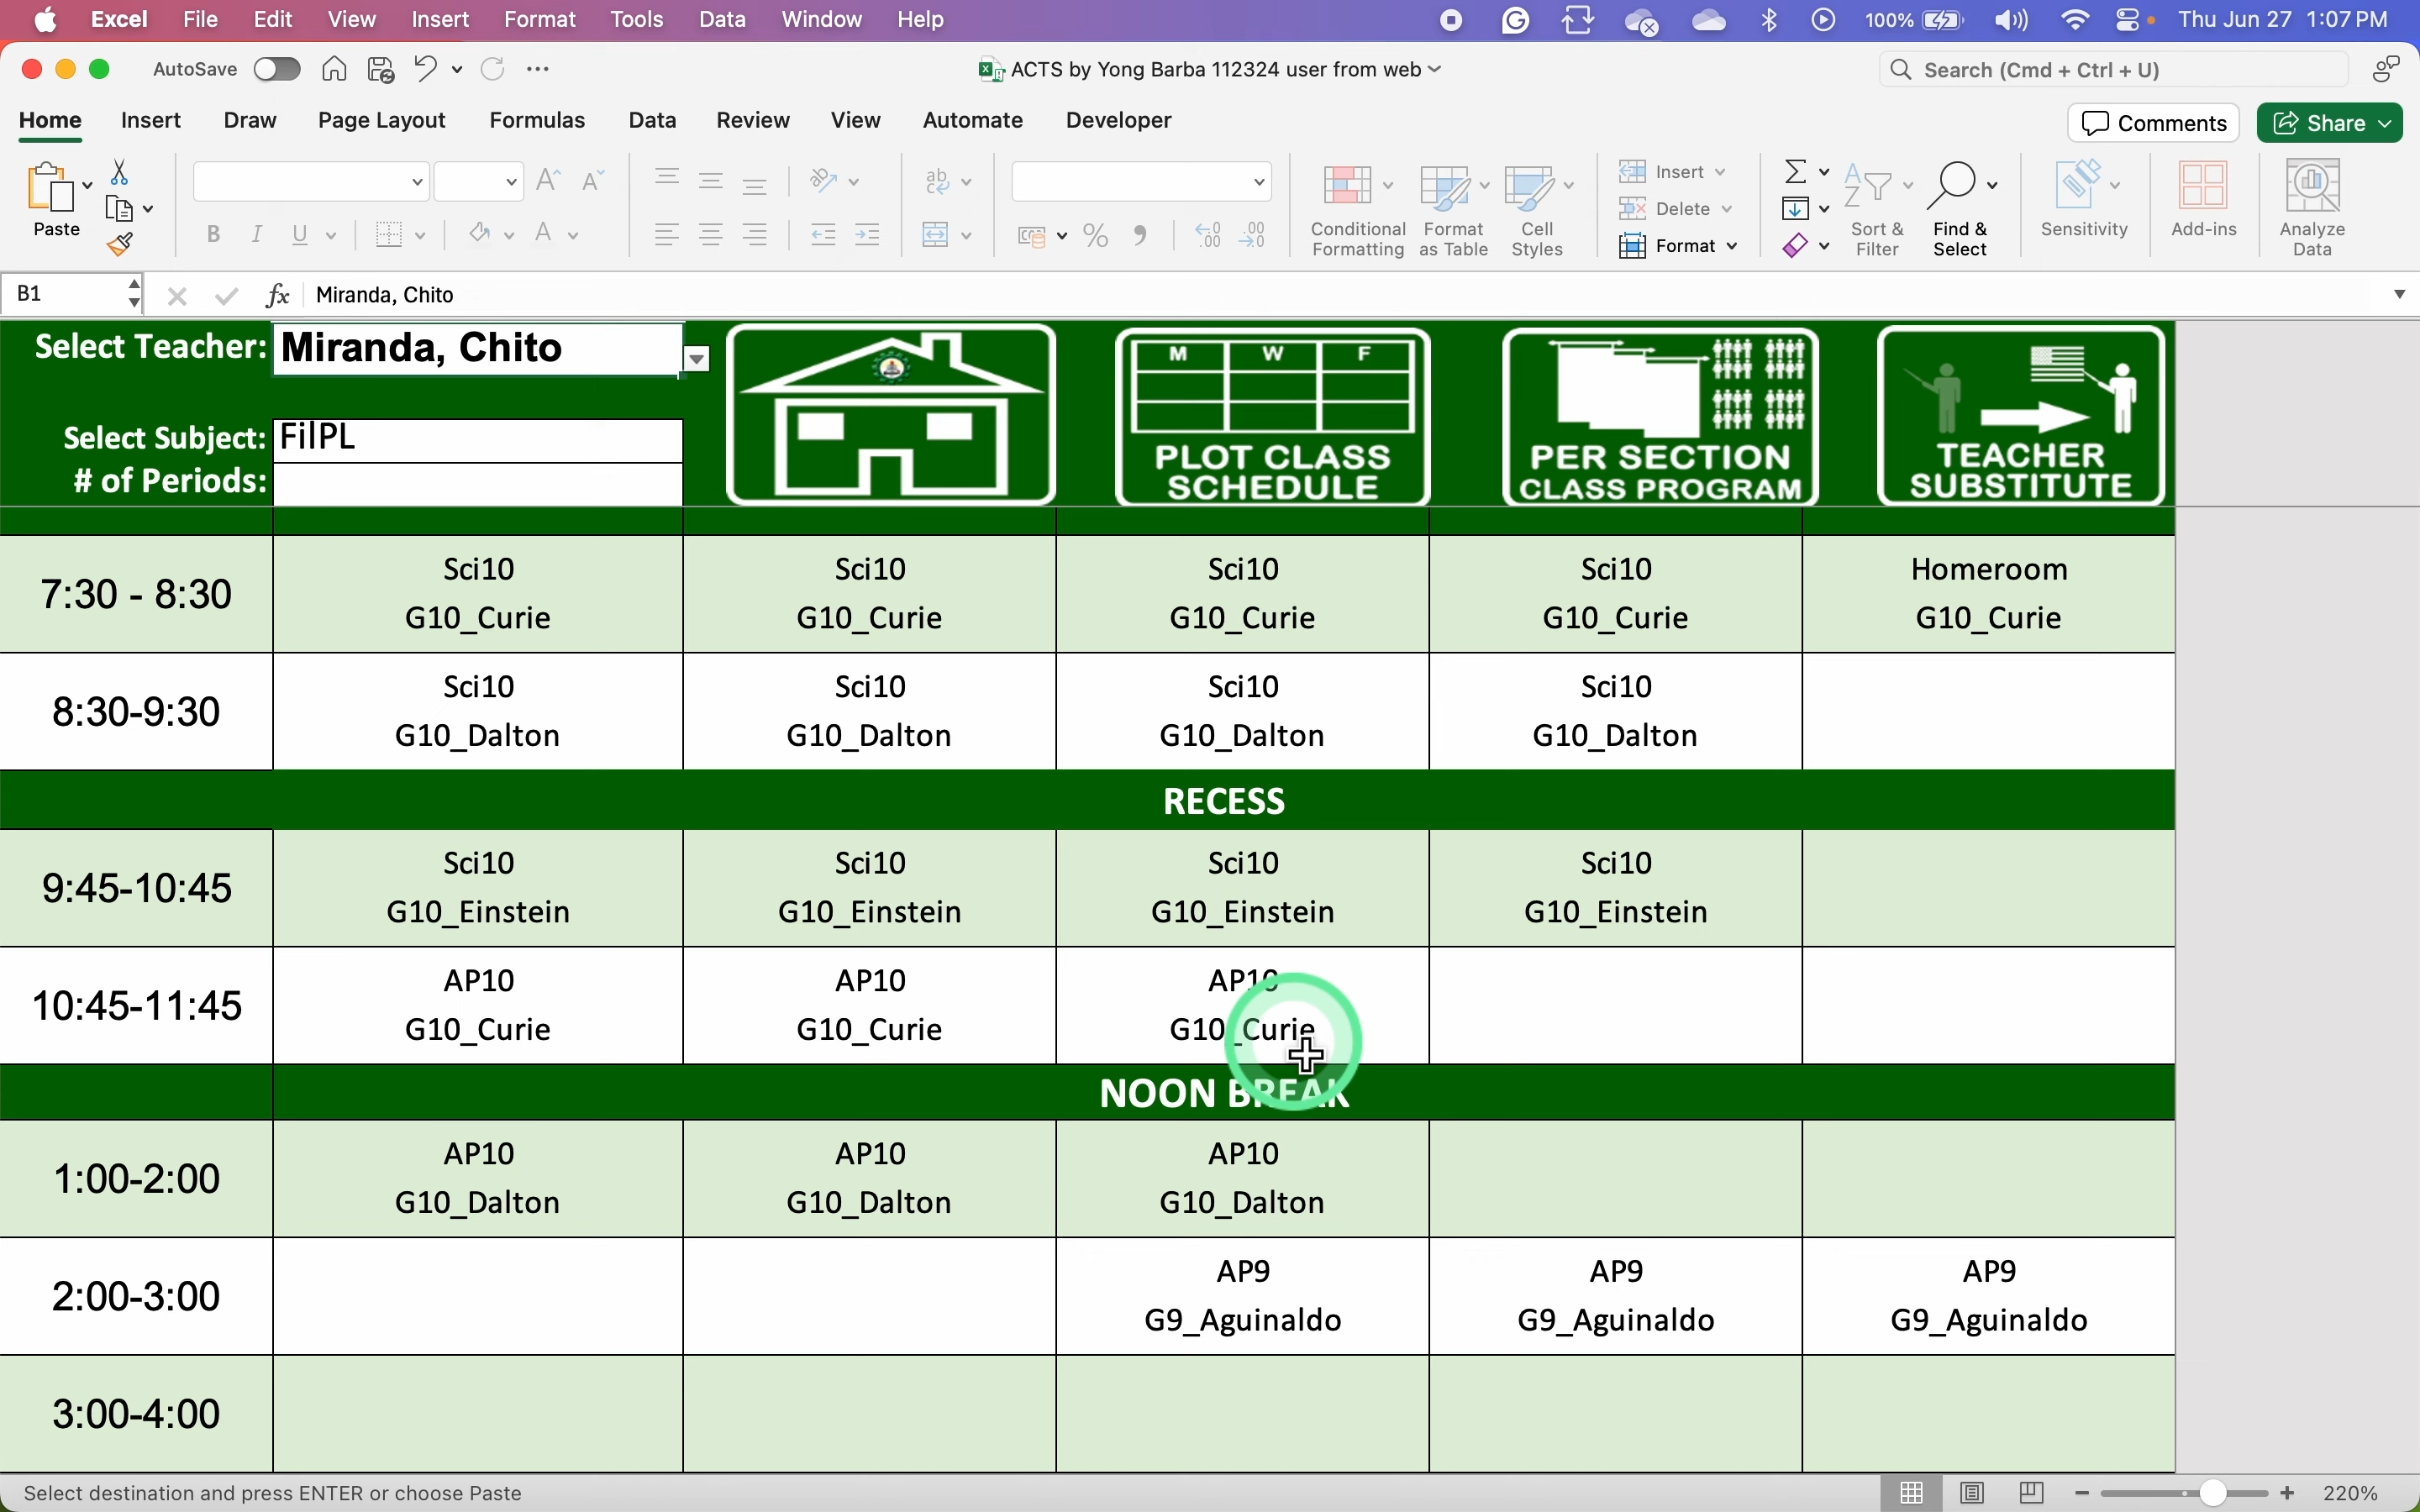 Excel File Edit View Insert Format Tools Data Window Help 100% Thu Jun 27 1:07 PM
AutoSave ACTS by Yong Barba 112324 user from web Search (Cmd + Ctrl + U)
Home Insert Draw Page Layout Formulas Data Review View Automate Developer Comments Share
Paste
B I U A
ab
c
%
.00
Conditional
Formatting
Format
as Table
Cell
Styles
Insert
Delete
Format
Sort &
Filter
Find &
Select
Sensitivity
Add-ins
Analyze
Data
B1 fx Miranda, Chito
Select Teacher: Miranda, Chito
Select Subject: FilPL
# of Periods:
M W F
PLOT CLASS
SCHEDULE
PER SECTION
CLASS PROGRAM
TEACHER
SUBSTITUTE
7:30 - 8:30
Sci10 Sci10 Sci10 Sci10 Homeroom
G10_Curie G10_Curie G10_Curie G10_Curie G10_Curie
8:30-9:30
Sci10 Sci10 Sci10 Sci10
G10_Dalton G10_Dalton G10_Dalton G10_Dalton
RECESS
9:45-10:45
Sci10 Sci10 Sci10 Sci10
G10_Einstein G10_Einstein G10_Einstein G10_Einstein
10:45-11:45
AP10 AP10 AP10
G10_Curie G10_Curie G10_Curie
NOON BREAK
1:00-2:00
AP10 AP10 AP10
G10_Dalton G10_Dalton G10_Dalton
2:00-3:00
AP9 AP9 AP9
G9_Aguinaldo G9_Aguinaldo G9_Aguinaldo
3:00-4:00
Select destination and press ENTER or choose Paste 220%